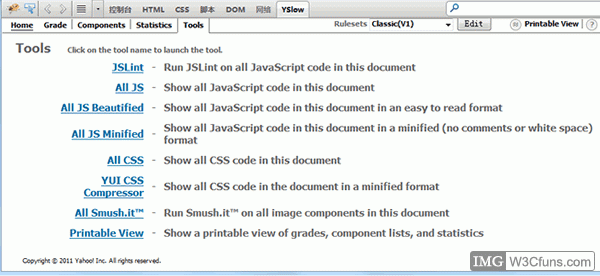 控制台 HTML CSS 脚本 DOM 网络 YSlow
Home Grade Components Statistics Tools Rulesets Classic(V1) Edit Printable View
Tools Click on the tool name to launch the tool.
JSLint - Run JSLint on all JavaScript code in this document
All JS - Show all JavaScript code in this document
All JS Beautified - Show all JavaScript code in this document in an easy to read format
All JS Minified - Show all JavaScript code in this document in a minified (no comments or white space)
format
All CSS - Show all CSS code in this document
YUI CSS
Compressor - Show all CSS code in the document in a minified format
All Smush.it™ - Run Smush.it™ on all image components in this document
Printable View - Show a printable view of grades, component lists, and statistics
Copyright © 2011 Yahoo! Inc. All rights reserved.
IMG W3Cfuns.com